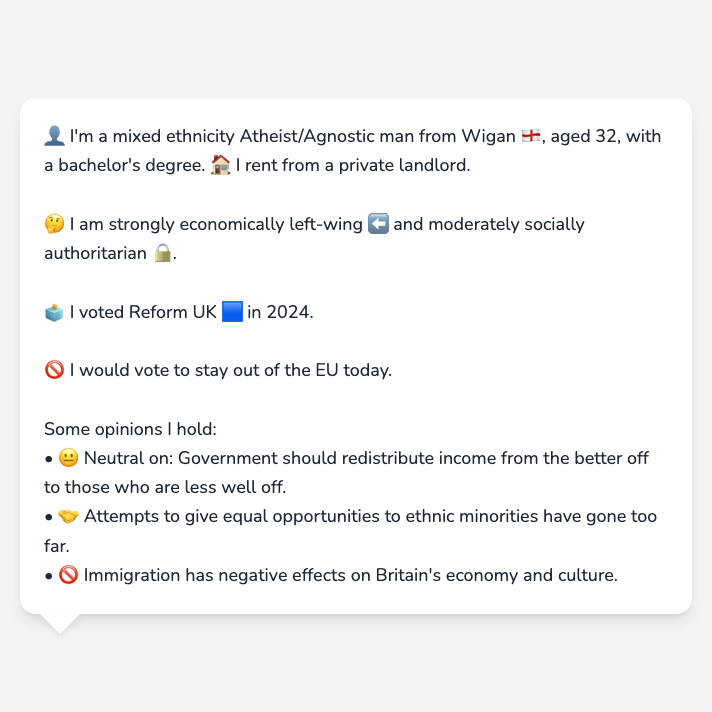 👤 I'm a mixed ethnicity Atheist/Agnostic man from Wigan 🏴󠁧󠁢󠁥󠁮󠁧󠁿, aged 32, with
a bachelor's degree. 🏠 I rent from a private landlord.
🤔 I am strongly economically left-wing ⬅️ and moderately socially
authoritarian 🔒.
🗳️ I voted Reform UK 🟦 in 2024.
🚫 I would vote to stay out of the EU today.
Some opinions I hold:
• 😐 Neutral on: Government should redistribute income from the better off
to those who are less well off.
• 🤝 Attempts to give equal opportunities to ethnic minorities have gone too
far.
• 🚫 Immigration has negative effects on Britain's economy and culture.